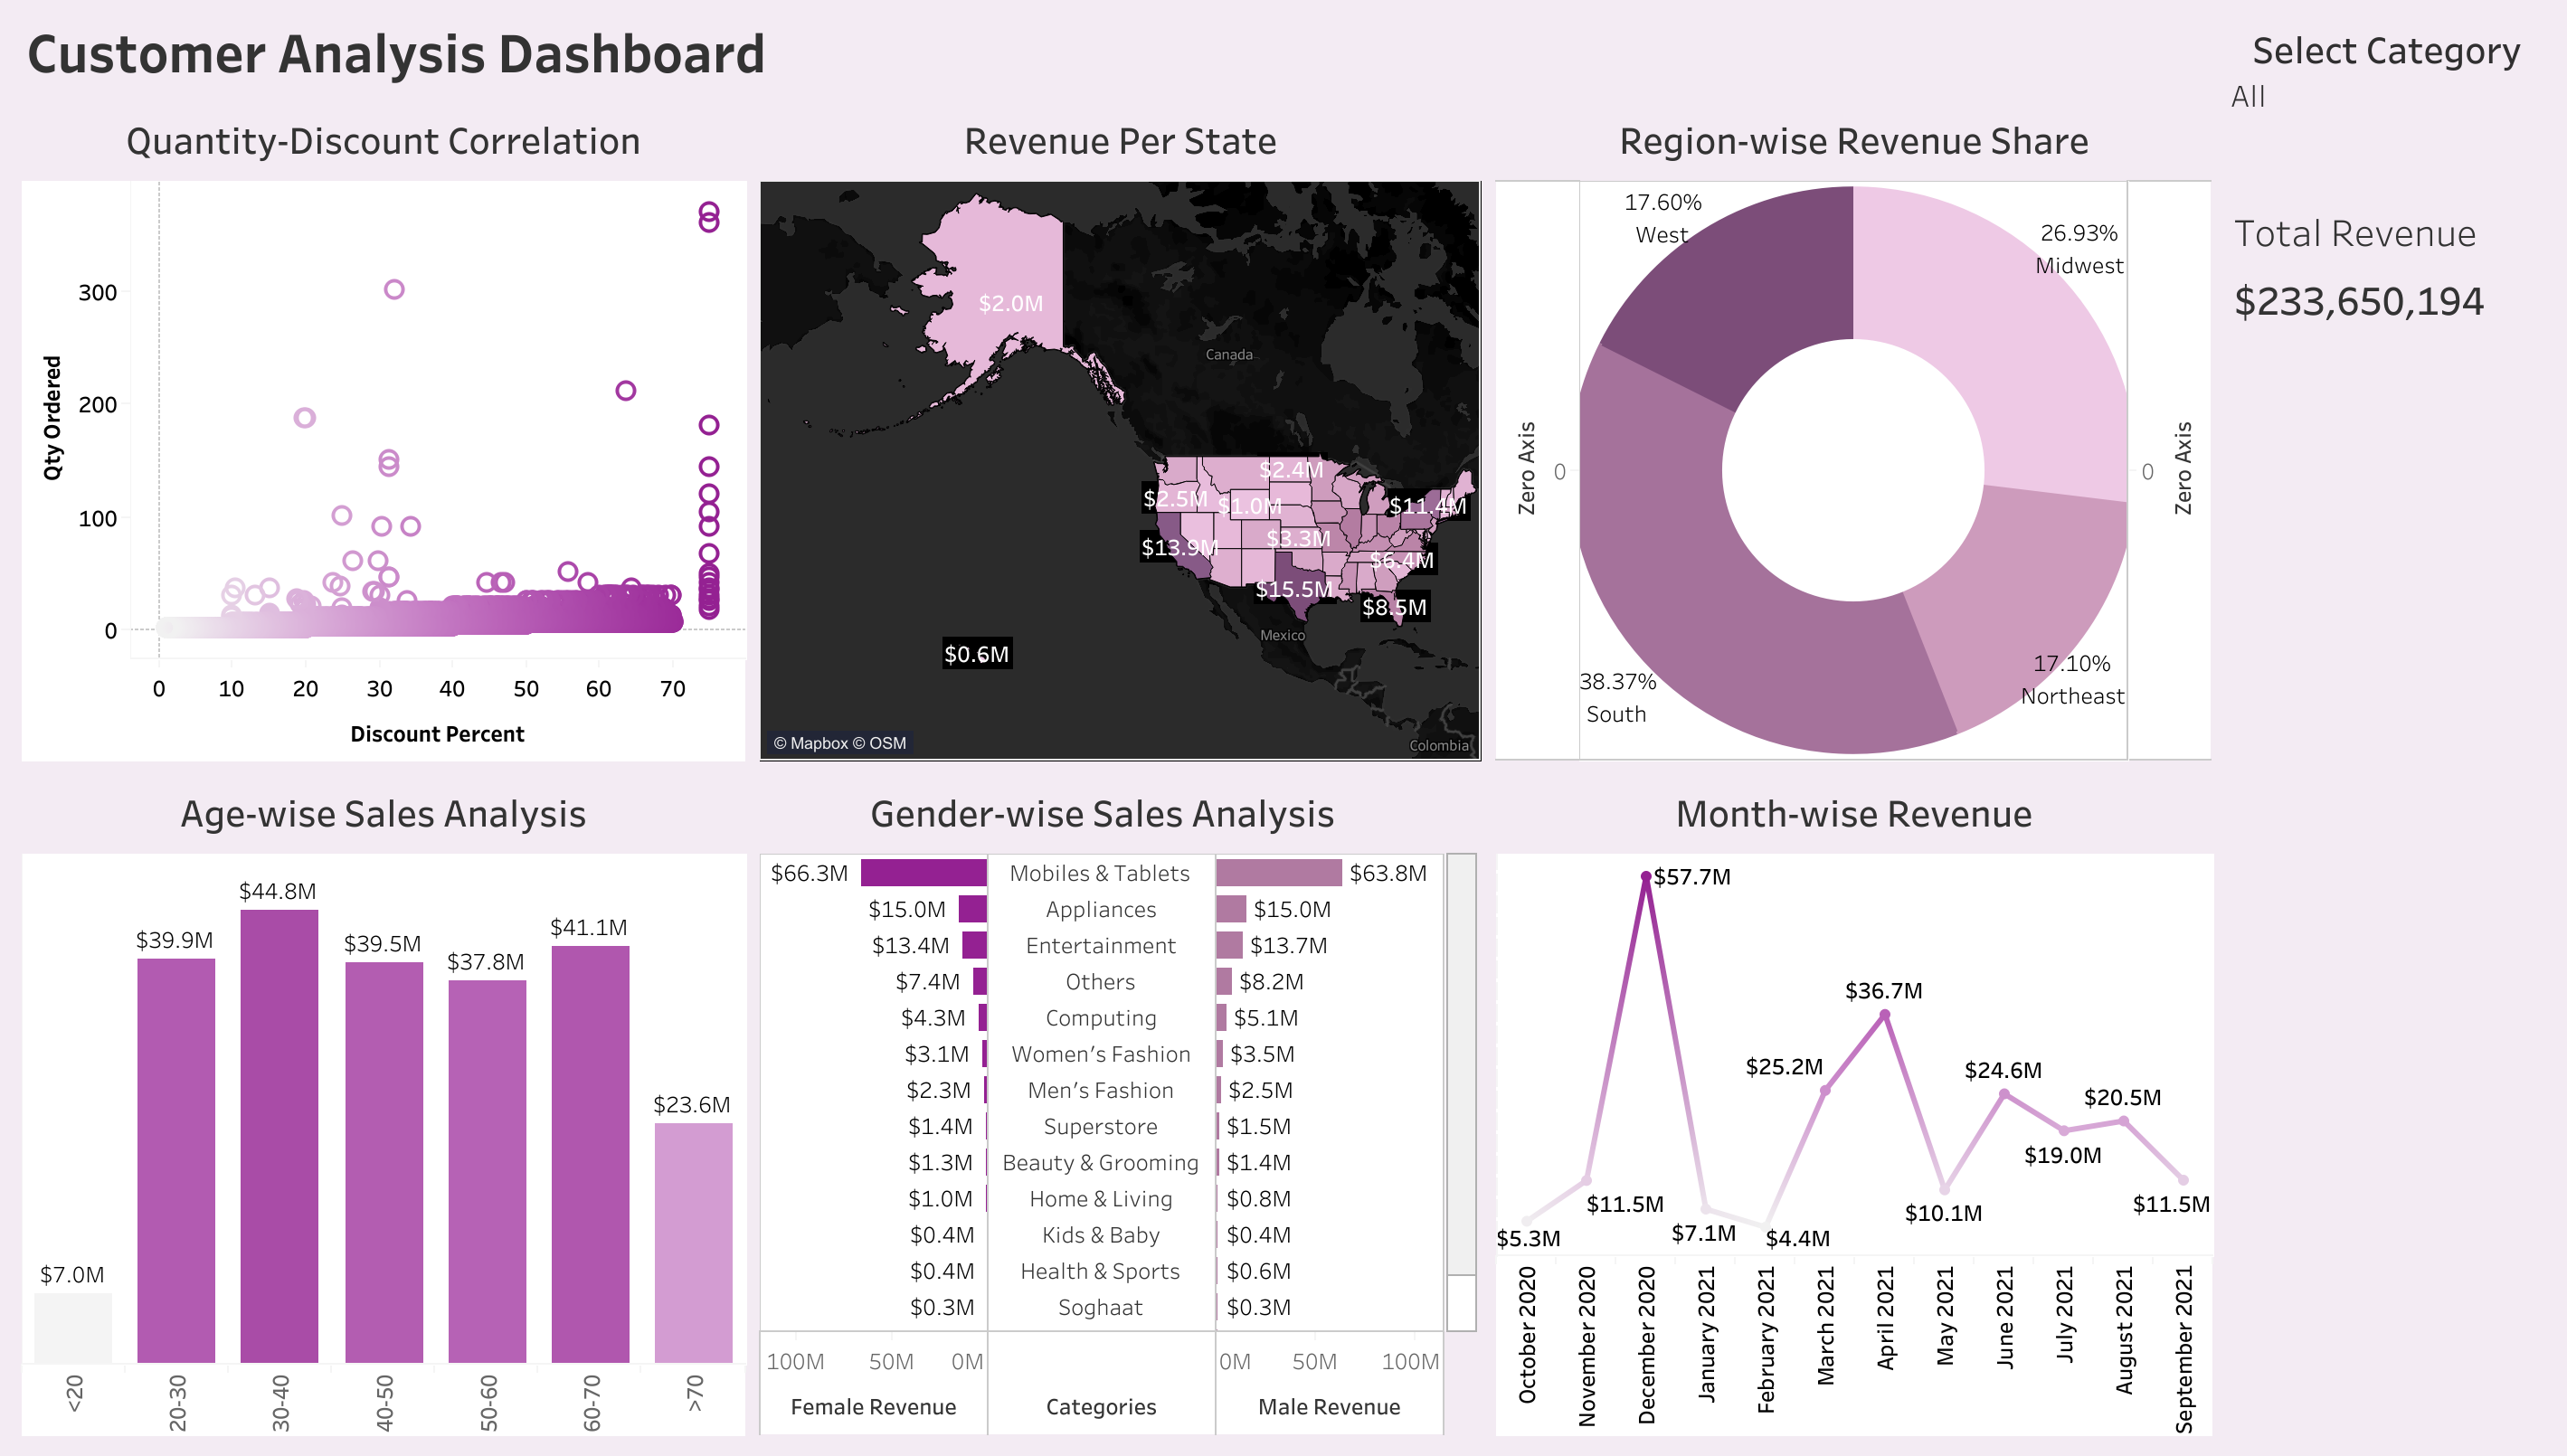 Customer Analysis Dashboard
Select Category
All
Quantity-Discount Correlation
Revenue Per State
Region-wise Revenue Share
Total Revenue
$233,650,194
Qty Ordered
300
200
100
0
0 10 20 30 40 50 60 70
Discount Percent
$2.0M
Canada
$2.4M
$2.5M
$1.0M
$11.4M
$13.9M
$3.3M
$6.4M
$15.5M
$8.5M
Mexico
$0.6M
© Mapbox © OSM
Colombia
17.60%
West
26.93%
Midwest
Zero Axis
0
0
Zero Axis
38.37%
South
17.10%
Northeast
Age-wise Sales Analysis
Gender-wise Sales Analysis
Month-wise Revenue
$7.0M
$39.9M
$44.8M
$39.5M
$37.8M
$41.1M
$23.6M
<20
20-30
30-40
40-50
50-60
60-70
>70
$66.3M Mobiles & Tablets $63.8M
$15.0M Appliances $15.0M
$13.4M Entertainment $13.7M
$7.4M Others $8.2M
$4.3M Computing $5.1M
$3.1M Women's Fashion $3.5M
$2.3M Men's Fashion $2.5M
$1.4M Superstore $1.5M
$1.3M Beauty & Grooming $1.4M
$1.0M Home & Living $0.8M
$0.4M Kids & Baby $0.4M
$0.4M Health & Sports $0.6M
$0.3M Soghaat $0.3M
100M 50M 0M 0M 50M 100M
Female Revenue Categories Male Revenue
$5.3M
$11.5M
$57.7M
$7.1M
$4.4M
$25.2M
$36.7M
$10.1M
$24.6M
$19.0M
$20.5M
$11.5M
October 2020
November 2020
December 2020
January 2021
February 2021
March 2021
April 2021
May 2021
June 2021
July 2021
August 2021
September 2021